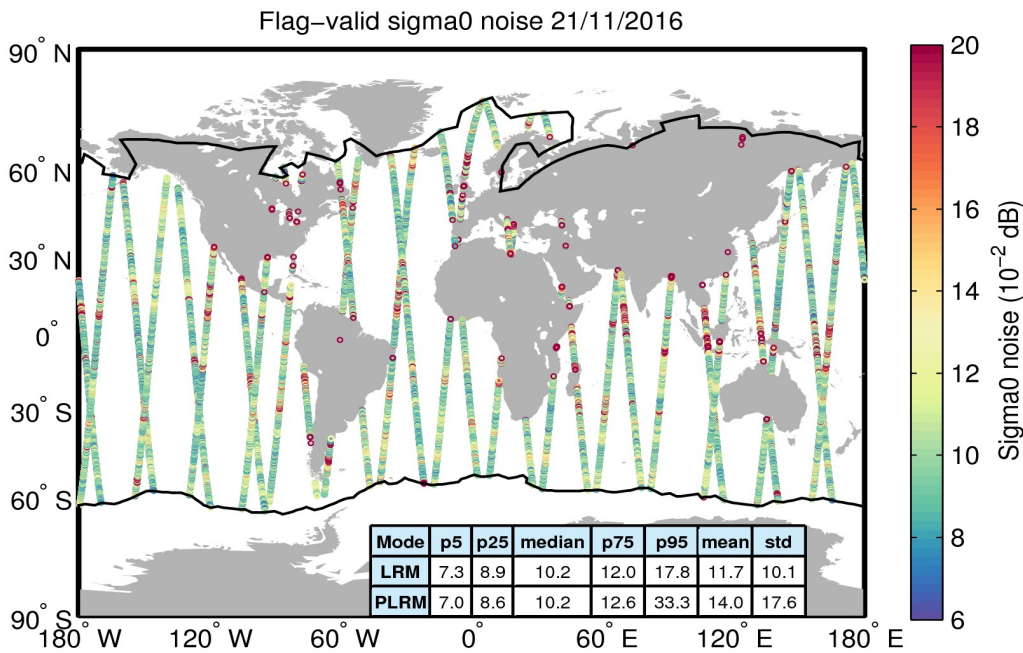 Flag−valid sigma0 noise 21/11/2016
90° N
60° N
30° N
0°
30° S
60° S
90° S
180° W
120° W
60° W
0°
60° E
120° E
180° E
Mode p5 p25 median p75 p95 mean std
LRM 7.3 8.9 10.2 12.0 17.8 11.7 10.1
PLRM 7.0 8.6 10.2 12.6 33.3 14.0 17.6
20
18
16
14
12
10
8
6
Sigma0 noise (10⁻² dB)